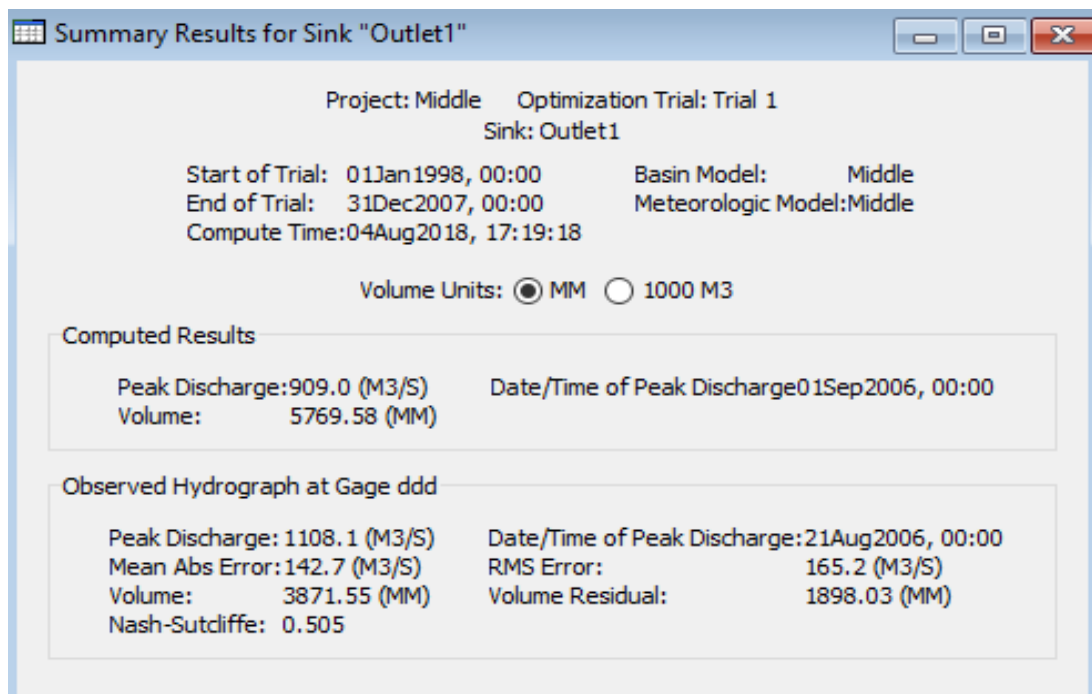 Summary Results for Sink "Outlet1"
Project: Middle Optimization Trial: Trial 1
Sink: Outlet1
Start of Trial: 01Jan1998, 00:00 Basin Model: Middle
End of Trial: 31Dec2007, 00:00 Meteorologic Model:Middle
Compute Time:04Aug2018, 17:19:18
Volume Units: MM 1000 M3
Computed Results
Peak Discharge:909.0 (M3/S) Date/Time of Peak Discharge01Sep2006, 00:00
Volume: 5769.58 (MM)
Observed Hydrograph at Gage ddd
Peak Discharge: 1108.1 (M3/S) Date/Time of Peak Discharge:21Aug2006, 00:00
Mean Abs Error:142.7 (M3/S) RMS Error: 165.2 (M3/S)
Volume: 3871.55 (MM) Volume Residual: 1898.03 (MM)
Nash-Sutcliffe: 0.505